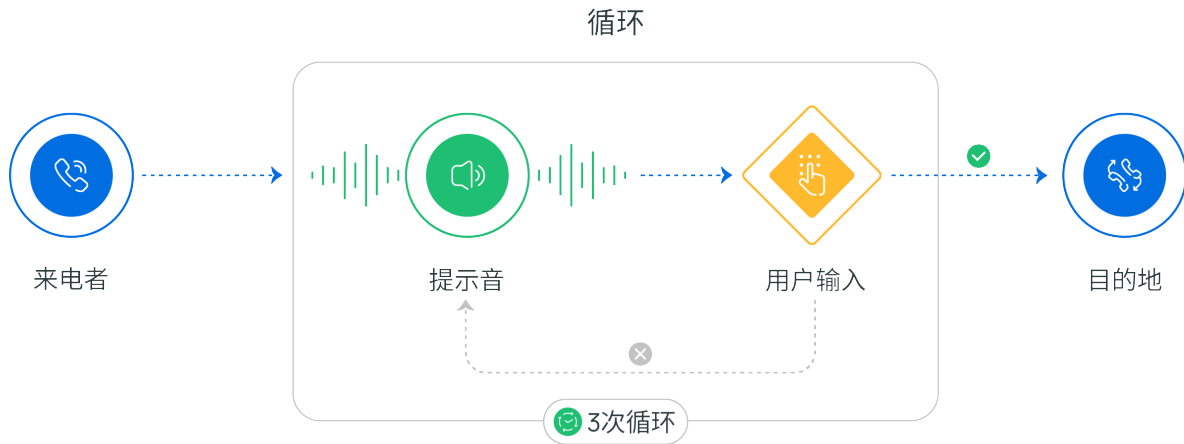 循环
来电者
提示音
用户输入
目的地
3次循环